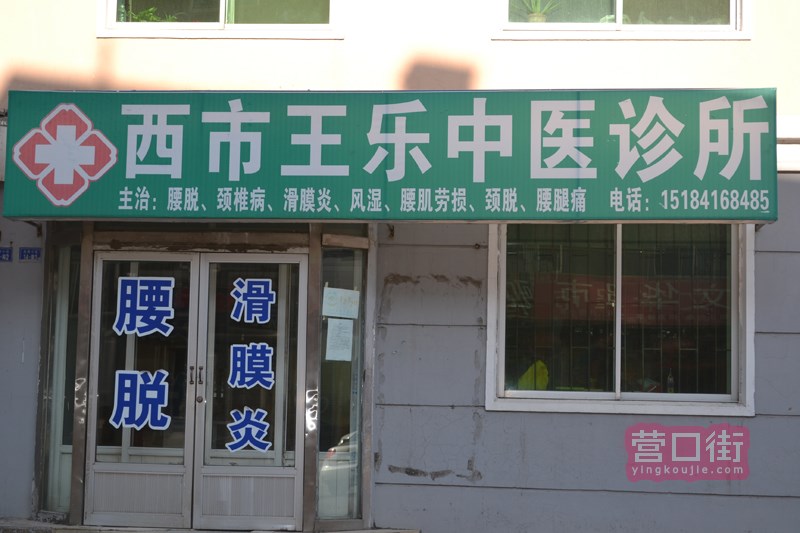 西市王乐中医诊所
主治：腰脱、颈椎病、滑膜炎、风湿、腰肌劳损、颈脱、腰腿痛 电话：15184168485
腰脱
滑膜炎
营口街
yingkoujie.com